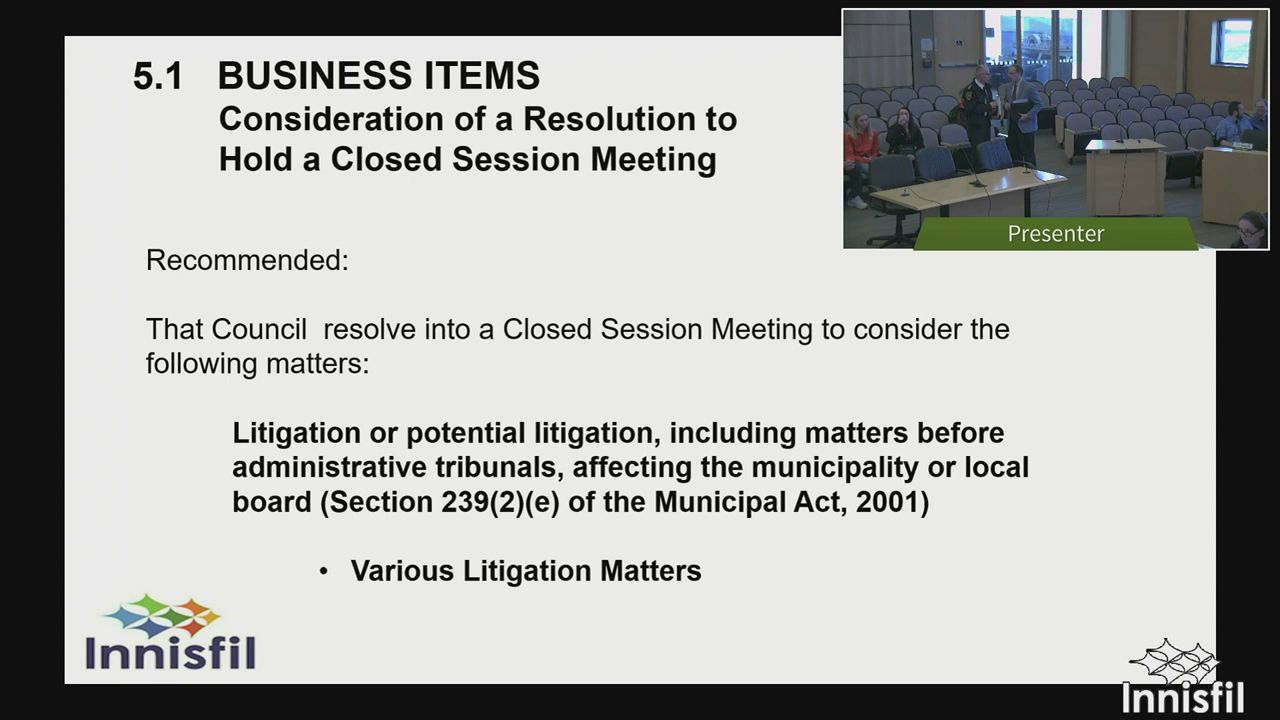 5.1 BUSINESS ITEMS
Consideration of a Resolution to
Hold a Closed Session Meeting
Presenter
Recommended:
That Council resolve into a Closed Session Meeting to consider the
following matters:
Litigation or potential litigation, including matters before
administrative tribunals, affecting the municipality or local
board (Section 239(2)(e) of the Municipal Act, 2001)
• Various Litigation Matters
Innisfil
Innisfil